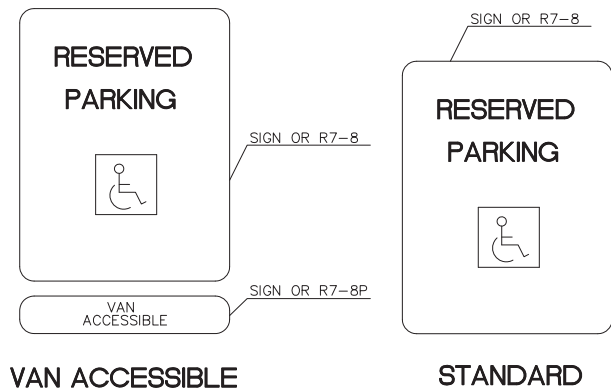 RESERVED
PARKING
SIGN OR R7-8
VAN
ACCESSIBLE
SIGN OR R7-8P
VAN ACCESSIBLE
SIGN OR R7-8
RESERVED
PARKING
STANDARD